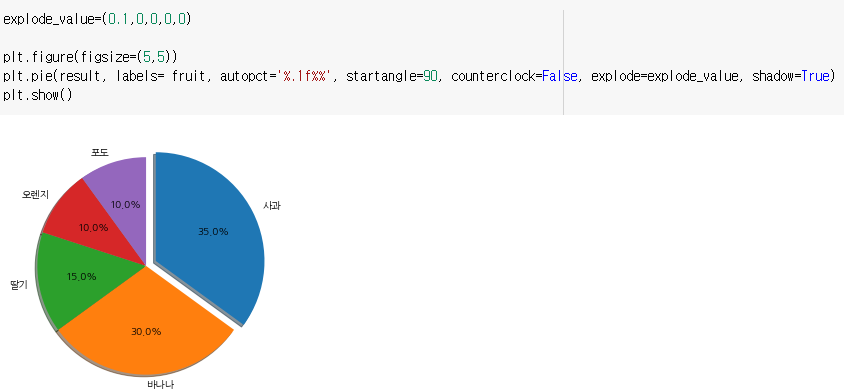 explode_value=(0.1,0,0,0,0)
plt.figure(figsize=(5,5))
plt.pie(result, labels= fruit, autopct='%.1f%%', startangle=90, counterclock=False, explode=explode_value, shadow=True)
plt.show()
포도
오렌지
사과
10.0%
10.0%
35.0%
딸기
15.0%
30.0%
바나나